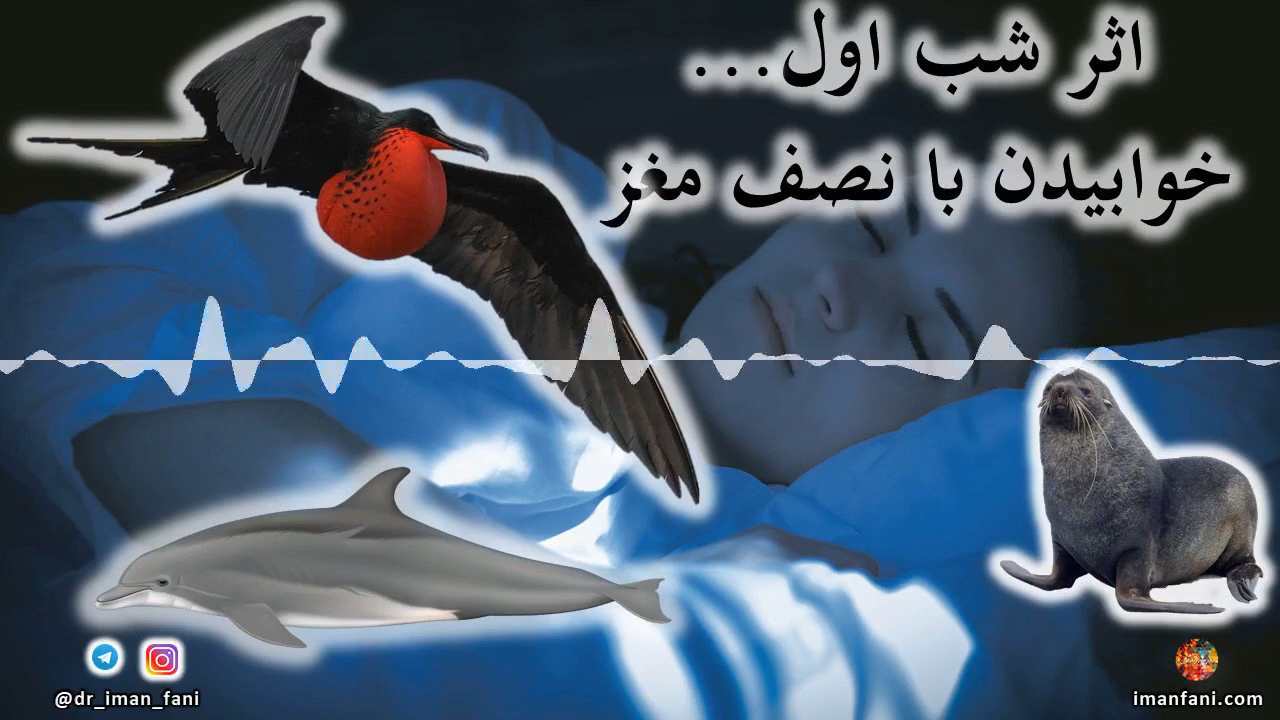 اثر شب اول...
خوابیدن با نصف مغز
@dr_iman_fani
imanfani.com